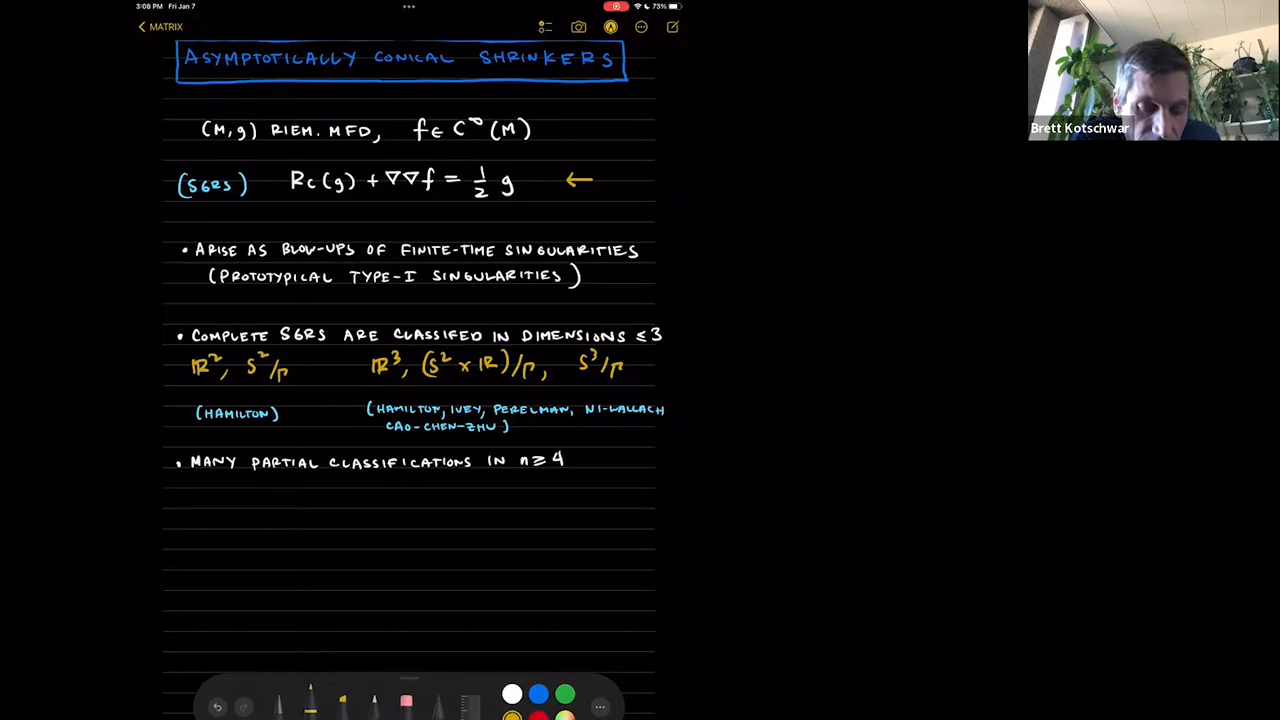 3:08 PM Fri Jan 7
73%
MATRIX
ASYMPTOTICALLY CONICAL SHRINKERS
(M,g) RIEM. MFD, f ∈ C^∞(M)
(SGRS) Rc(g) + ∇∇f = 1/2 g ←
• ARISE AS BLOW-UPS OF FINITE-TIME SINGULARITIES
(PROTOTYPICAL TYPE-I SINGULARITIES)
• COMPLETE SGRS ARE CLASSIFED IN DIMENSIONS ≤ 3
ℝ², S²/Γ ℝ³, (S² × ℝ)/Γ, S³/Γ
(HAMILTON) (HAMILTON, IVEY, PERELMAN, NI-WALLACH
CAO-CHEN-ZHU)
• MANY PARTIAL CLASSIFICATIONS IN n ≥ 4
Brett Kotschwar